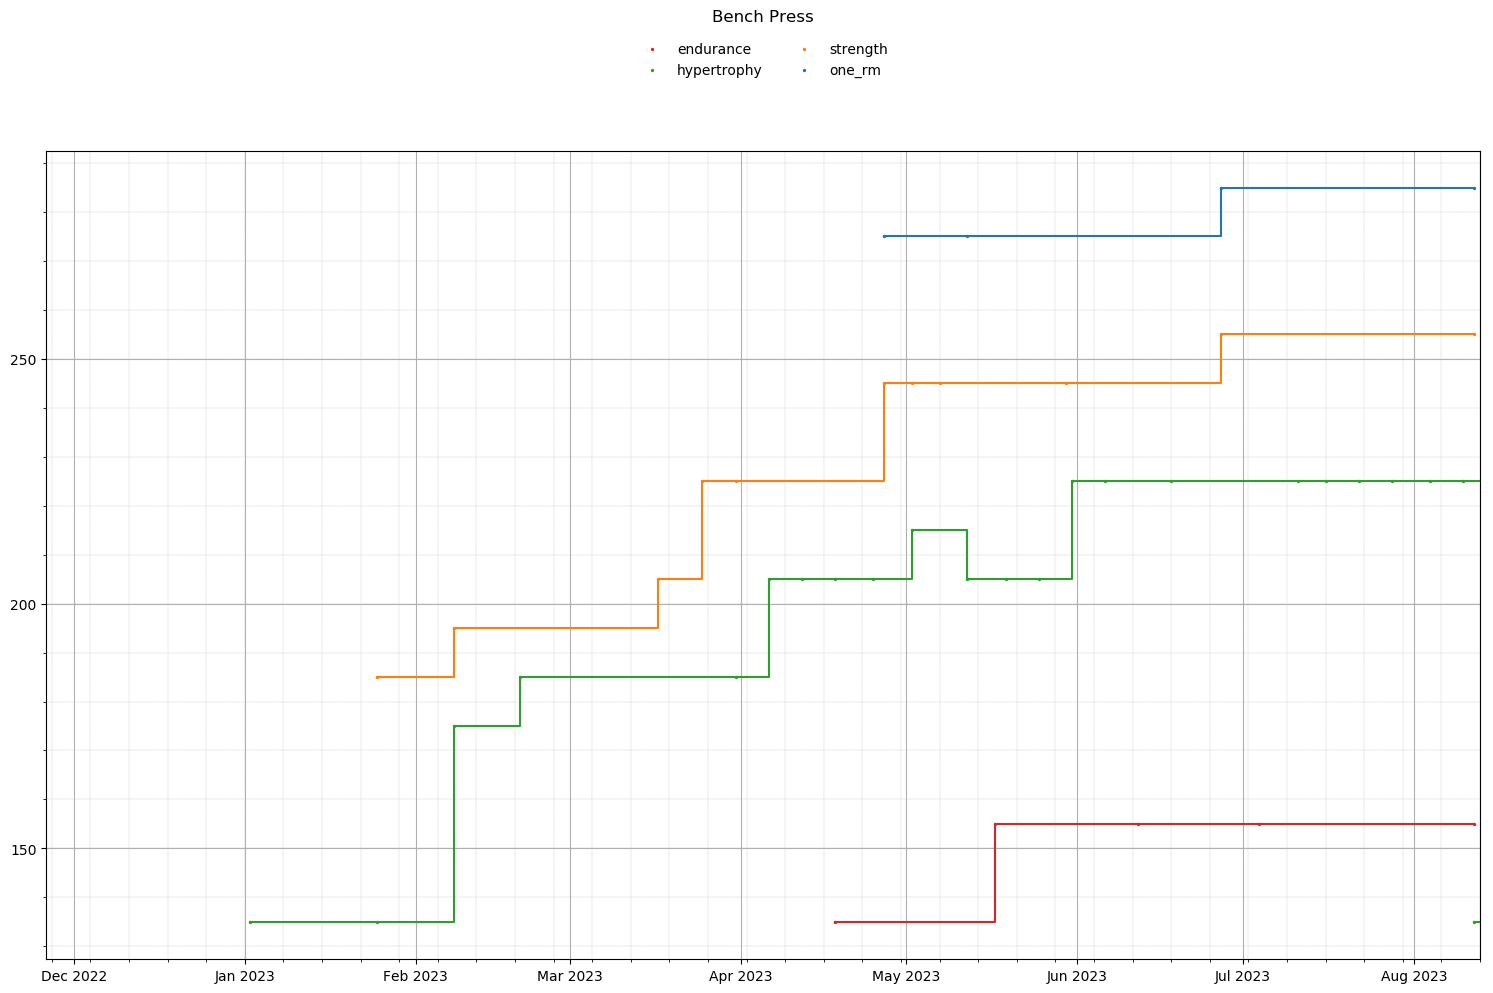 Bench Press
endurance strength
hypertrophy one_rm
250
200
150
Dec 2022 Jan 2023 Feb 2023 Mar 2023 Apr 2023 May 2023 Jun 2023 Jul 2023 Aug 2023